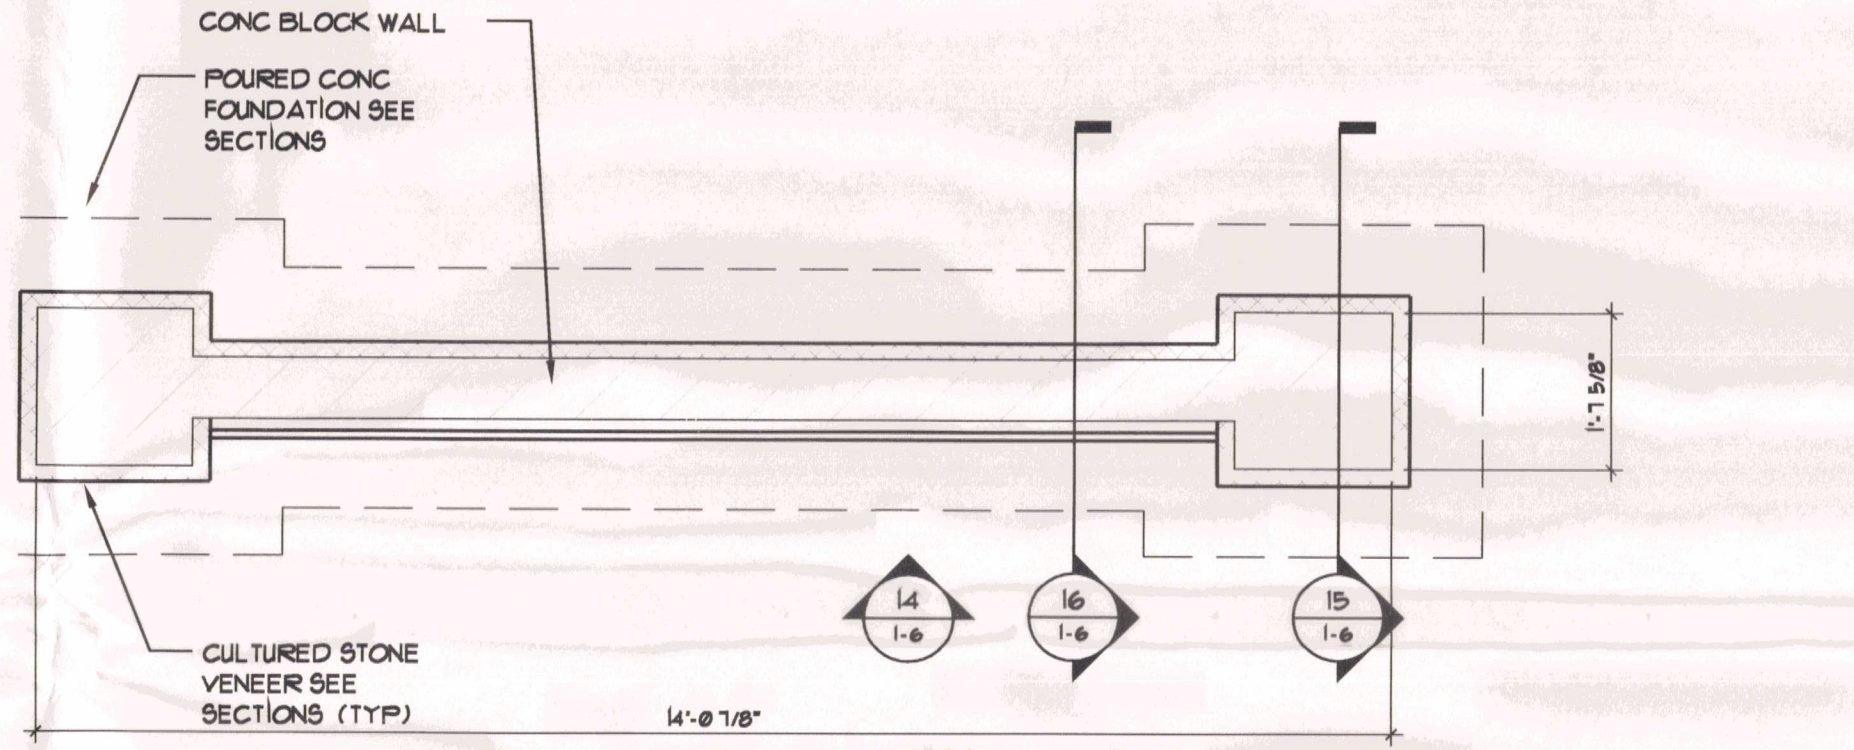 CONC BLOCK WALL
POURED CONC
FOUNDATION SEE
SECTIONS
1'-7 5/8"
14
1-6
16
1-6
15
1-6
CULTURED STONE
VENEER SEE
SECTIONS (TYP)
14'-0 7/8"